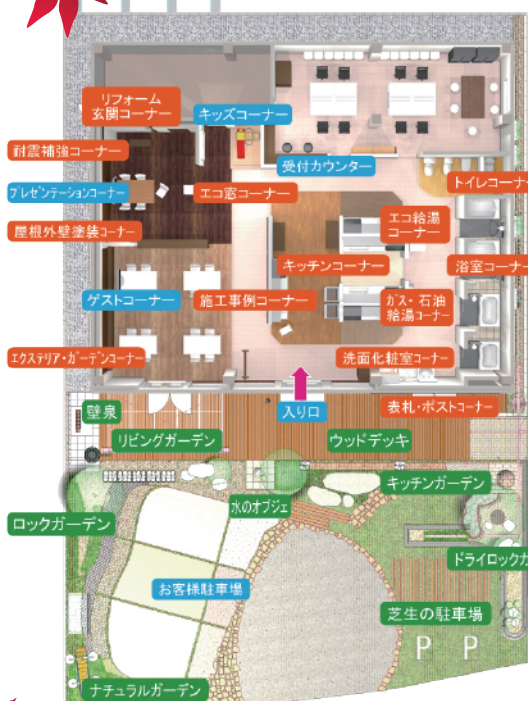 リフォーム
玄関コーナー
キッズコーナー
耐震補強コーナー
受付カウンター
プレゼンテーションコーナー
エコ窓コーナー
トイレコーナー
屋根外壁塗装コーナー
エコ給湯
コーナー
キッチンコーナー
浴室コーナー
ゲストコーナー
施工事例コーナー
ガス・石油
給湯コーナー
エクステリア・ガーデンコーナー
洗面化粧室コーナー
壁泉
入り口
表札・ポストコーナー
リビングガーデン
ウッドデッキ
キッチンガーデン
水のオブジェ
ロックガーデン
ドライロックガ
お客様駐車場
芝生の駐車場
P P
ナチュラルガーデン